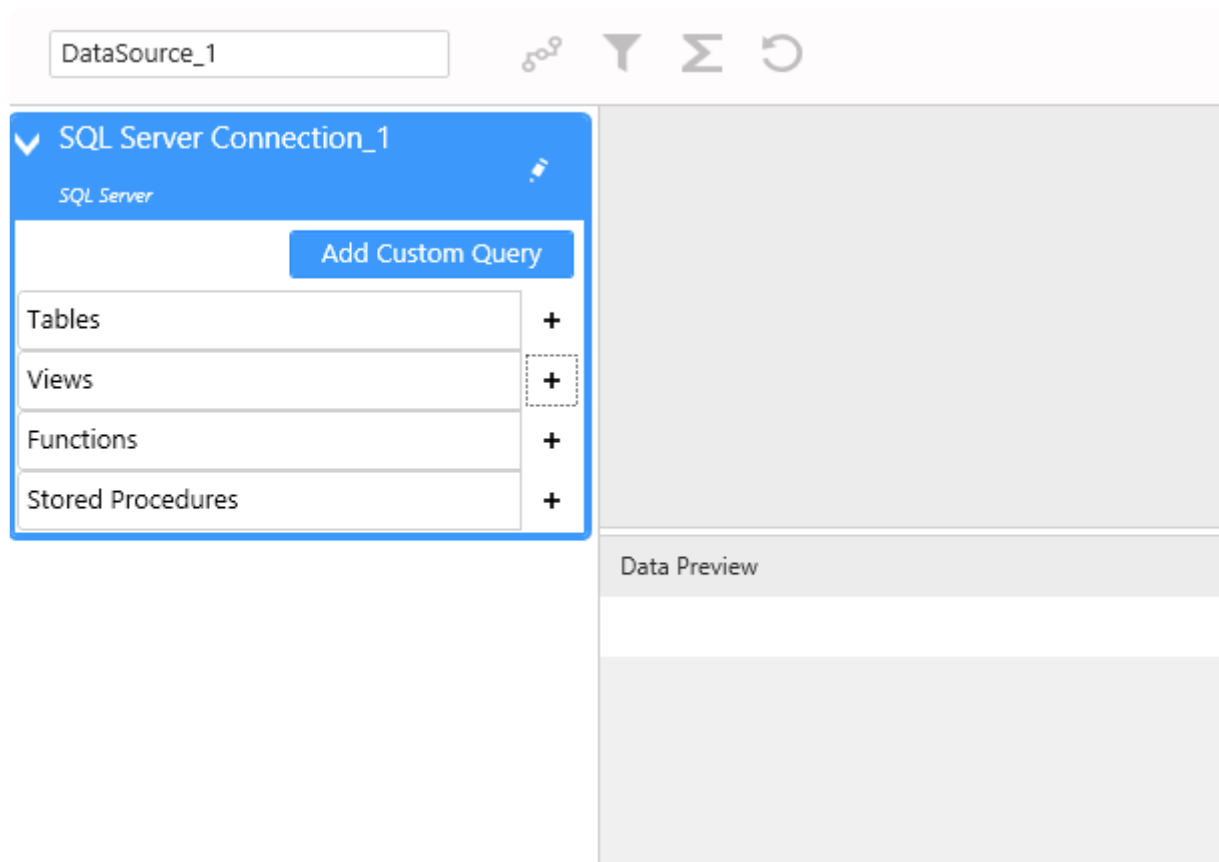 DataSource_1
SQL Server Connection_1
SQL Server
Add Custom Query
Tables
Views
Functions
Stored Procedures
Data Preview